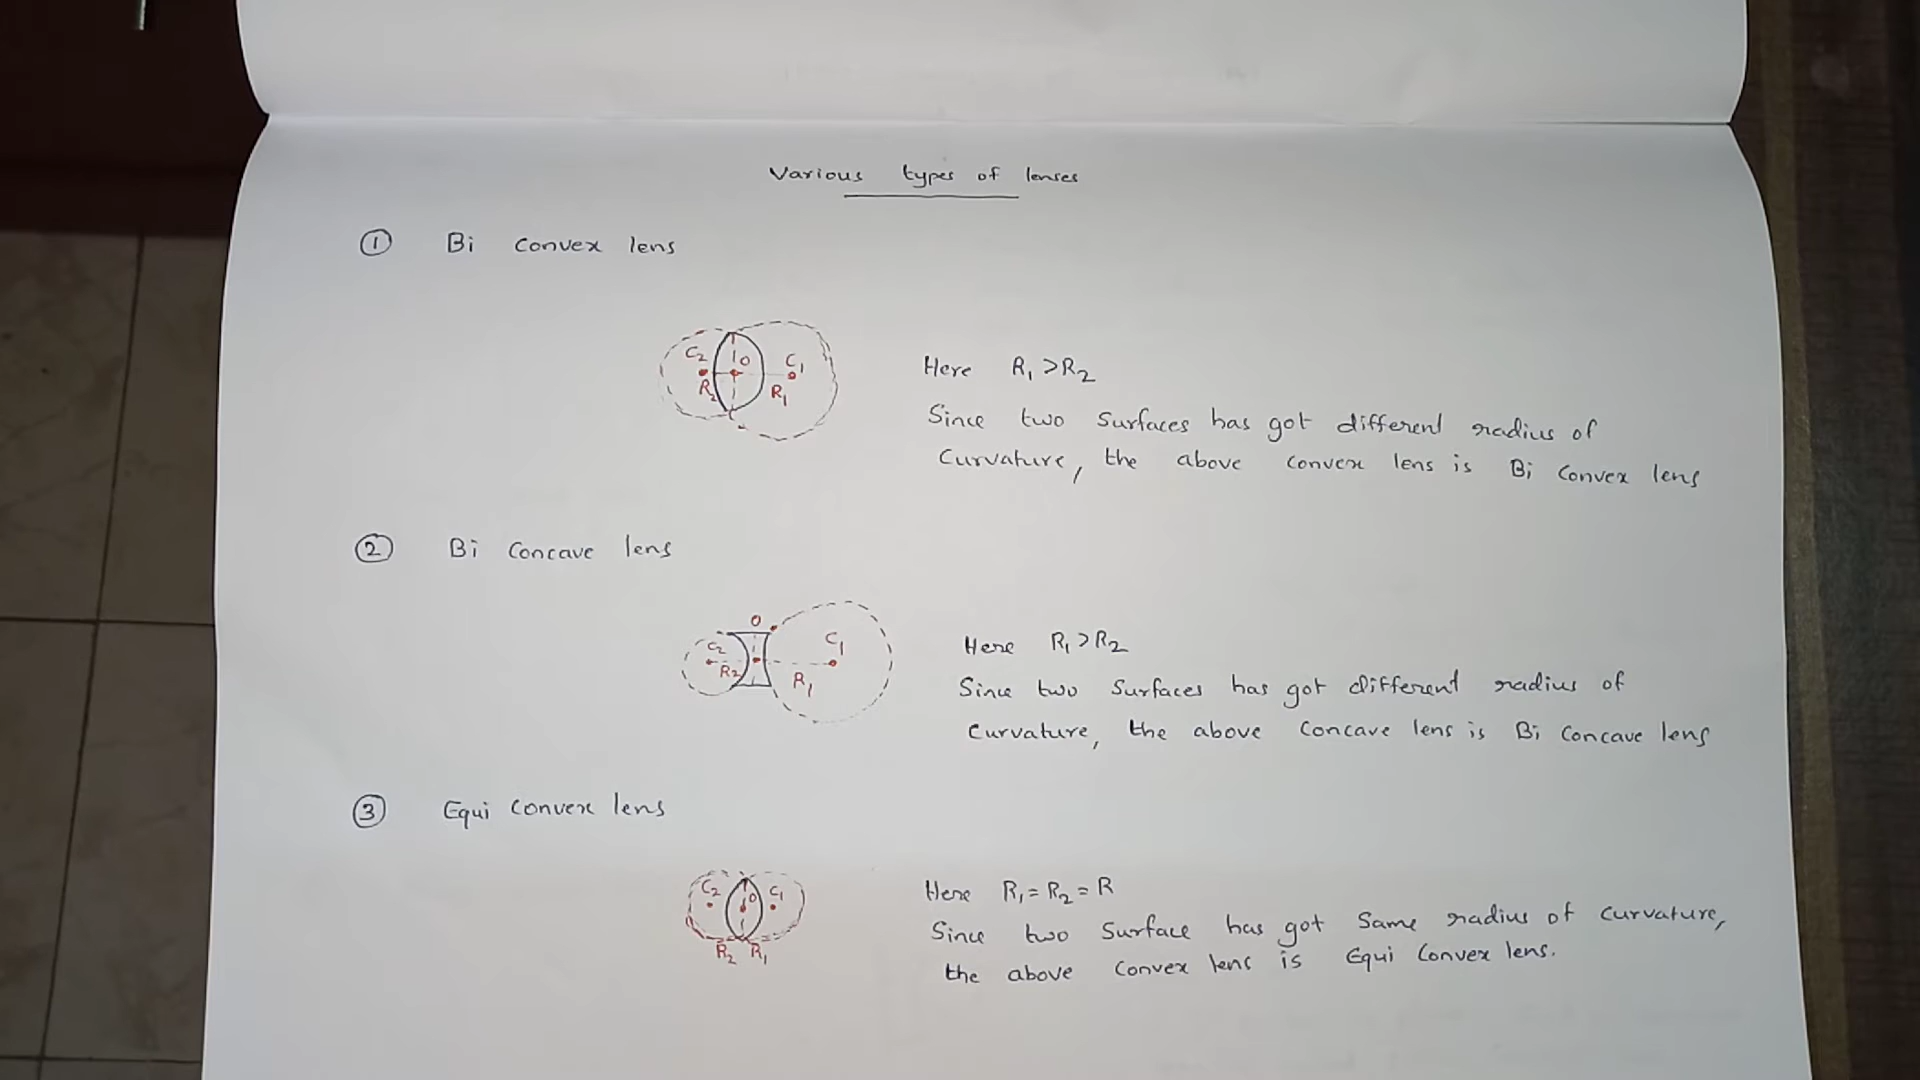 Various types of lenses
① Bi convex lens
C₂ O C₁
R₂ R₁
Here R₁ > R₂
Since two surfaces has got different radius of
curvature, the above convex lens is Bi convex lens
② Bi concave lens
O
C₂ C₁
R₂ R₁
Here R₁ > R₂
Since two surfaces has got different radius of
curvature, the above concave lens is Bi concave lens
③ Equi convex lens
C₂ O C₁
R₂ R₁
Here R₁ = R₂ = R
Since two surface has got same radius of curvature,
the above convex lens is Equi convex lens.